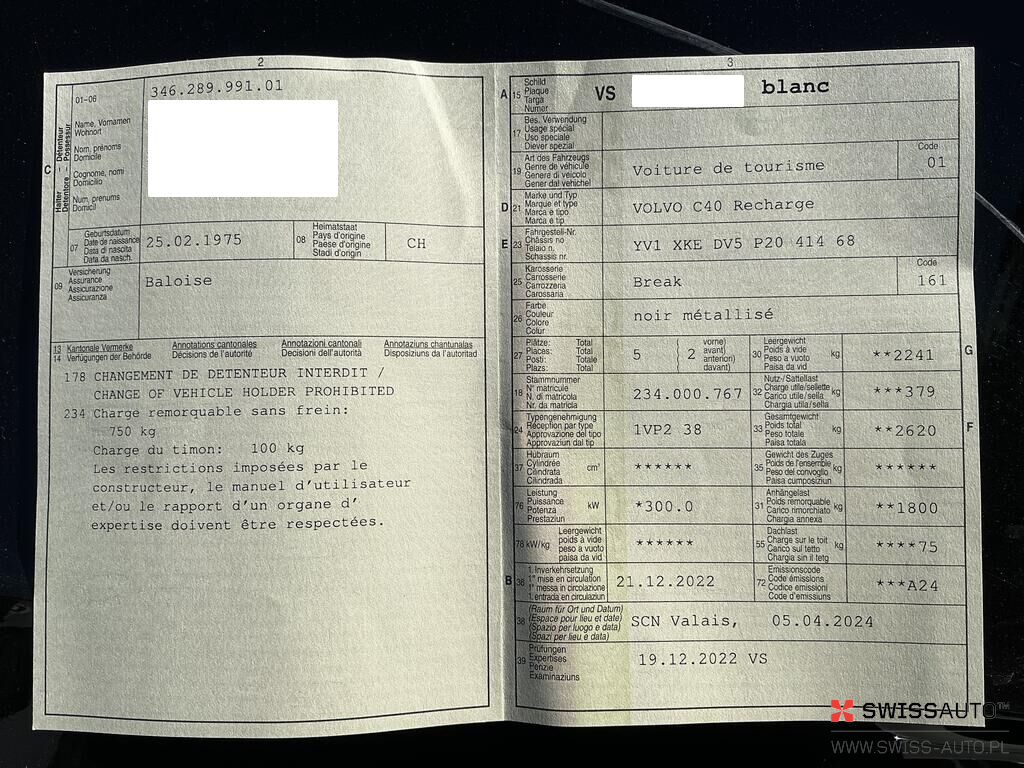 2
346.289.991.01
01-06
C
Halter – Détenteur
Detentore – Possessur
Name, Vornamen
Wohnort
Nom, prénoms
Domicile
Cognome, nomi
Domicilio
Num, prenums
Domicil
07
Geburtsdatum
Date de naissance
Data di nascita
Data da nasch.
25.02.1975
08
Heimatstaat
Pays d'origine
Paese d'origine
Stadi d'origin
CH
09
Versicherung
Assurance
Assicurazione
Assicuranza
Baloise
13 Kantonale Vermerke
14 Verfügungen der Behörde
Annotations cantonales
Décisions de l'autorité
Annotazioni cantonali
Decisioni dell'autorità
Annotaziuns chantunalas
Disposiziuns da l'autoritad
178 CHANGEMENT DE DETENTEUR INTERDIT /
CHANGE OF VEHICLE HOLDER PROHIBITED
234 Charge remorquable sans frein:
750 kg
Charge du timon: 100 kg
Les restrictions imposées par le
constructeur, le manuel d'utilisateur
et/ou le rapport d'un organe d'
expertise doivent être respectées.
3
A 15
Schild
Plaque
Targa
Numer
VS blanc
17
Bes. Verwendung
Usage spécial
Uso speciale
Diever spezial
19
Art des Fahrzeugs
Genre de véhicule
Genere di veicolo
Gener dal vehichel
Voiture de tourisme
Code
01
D 21
Marke und Typ
Marque et type
Marca e tipo
Marca e tip
VOLVO C40 Recharge
E 23
Fahrgestell-Nr.
Châssis no
Telaio n.
Schassis nr.
YV1 XKE DV5 P20 414 68
25
Karosserie
Carrosserie
Carrozzeria
Carossaria
Break
Code
161
26
Farbe
Couleur
Colore
Colur
noir métallisé
27
Plätze: Total
Places: Total
Posti: Totale
Plazs: Total
5
{ 2
vorne)
avant)
anteriori)
davant)
30
Leergewicht
Poids à vide
Peso a vuoto
Paisa da vid
kg
**2241
G
18
Stammnummer
N° matricule
N. di matricola
Nr. da matricla
234.000.767
32
Nutz-/Sattellast
Charge utile/sellette
Carico utile/sella
Chargia utila/sella
kg
***379
24
Typengenehmigung
Réception par type
Approvazione del tipo
Approvaziun dal tip
1VP2 38
33
Gesamtgewicht
Poids total
Peso totale
Paisa totala
kg
**2620
F
37
Hubraum
Cylindrée
Cilindrata
Cilindrada
cm³
******
35
Gewicht des Zuges
Poids de l'ensemble
Peso del convoglio
Paisa cumposiziun
kg
******
76
Leistung
Puissance
Potenza
Prestaziun
kW
*300.0
31
Anhängelast
Poids remorquable
Carico rimorchiato
Chargia annexa
kg
**1800
78 kW/kg
Leergewicht
poids à vide
peso a vuoto
paisa da vid
******
55
Dachlast
Charge sur le toit
Carico sul tetto
Chargia sin il tetg
kg
****75
B 36
1. Inverkehrsetzung
1re mise en circulation
1a messa in circolazione
1. entrada en circulaziun
21.12.2022
72
Emissionscode
Code émissions
Codice emissioni
Code d'emissiuns
***A24
38
(Raum für Ort und Datum)
(Espace pour lieu et date)
(Spazio per luogo e data)
(Spazi per lieu e data)
SCN Valais, 05.04.2024
39
Prüfungen
Expertises
Perizie
Examinaziuns
19.12.2022 VS
SWISSAUTO™
WWW.SWISS-AUTO.PL